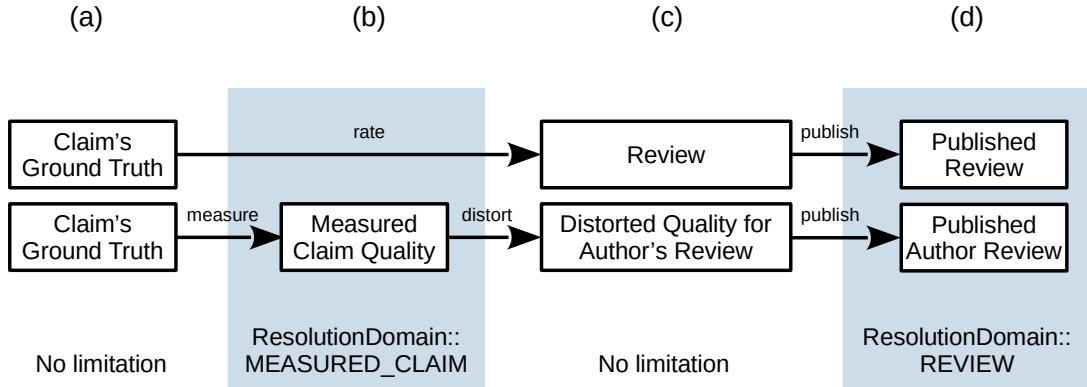 (a)
(b)
(c)
(d)
Claim's
Ground Truth
rate
Review
publish
Published
Review
Claim's
Ground Truth
measure
Measured
Claim Quality
distort
Distorted Quality for
Author's Review
publish
Published
Author Review
No limitation
ResolutionDomain::
MEASURED_CLAIM
No limitation
ResolutionDomain::
REVIEW